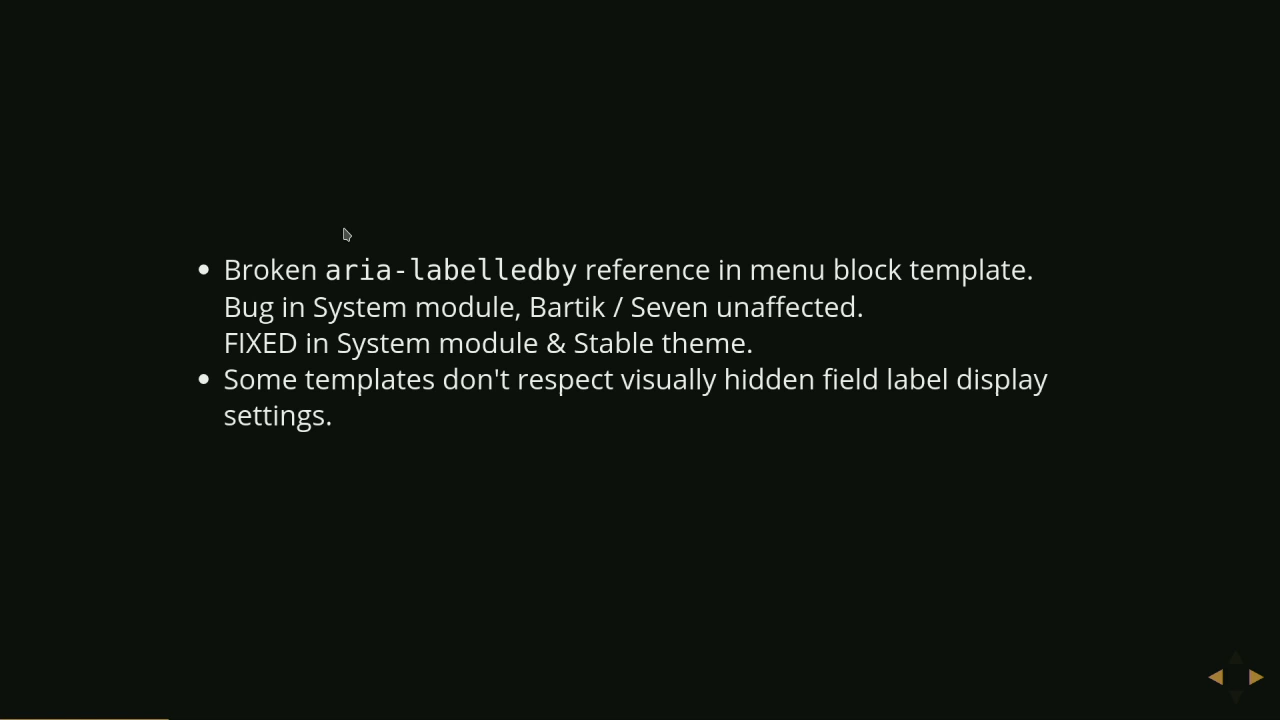 • Broken aria-labelledby reference in menu block template.
Bug in System module, Bartik / Seven unaffected.
FIXED in System module & Stable theme.
• Some templates don't respect visually hidden field label display
settings.